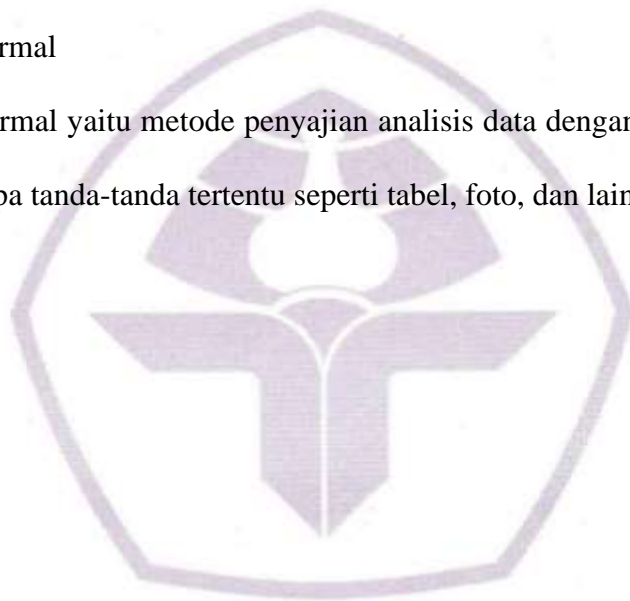 rmal
rmal yaitu metode penyajian analisis data dengan
pa tanda-tanda tertentu seperti tabel, foto, dan lain